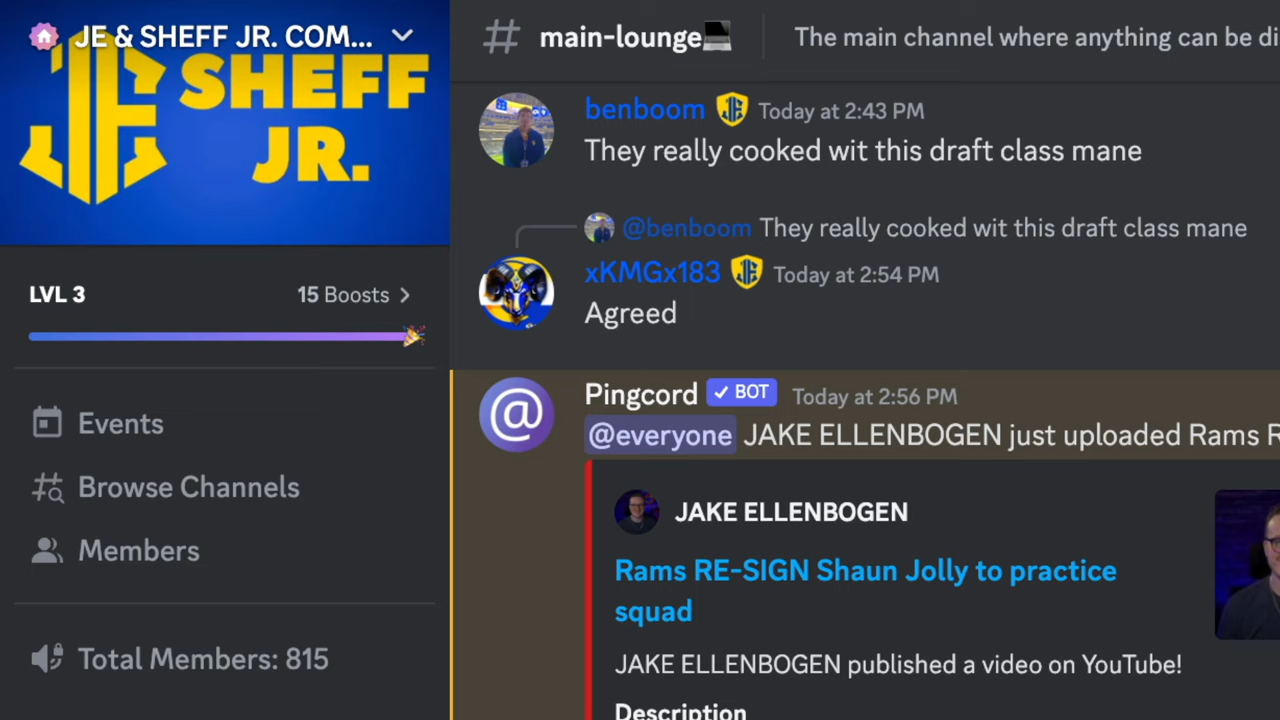 JE & SHEFF JR. COM...
JE SHEFF
JR.
LVL 3
15 Boosts
Events
Browse Channels
Members
Total Members: 815
main-lounge
The main channel where anything can be di
benboom JE Today at 2:43 PM
They really cooked wit this draft class mane
@benboom They really cooked wit this draft class mane
xKMGx183 JE Today at 2:54 PM
Agreed
@
Pingcord BOT Today at 2:56 PM
@everyone JAKE ELLENBOGEN just uploaded Rams R
JAKE ELLENBOGEN
Rams RE-SIGN Shaun Jolly to practice
squad
JAKE ELLENBOGEN published a video on YouTube!
Description